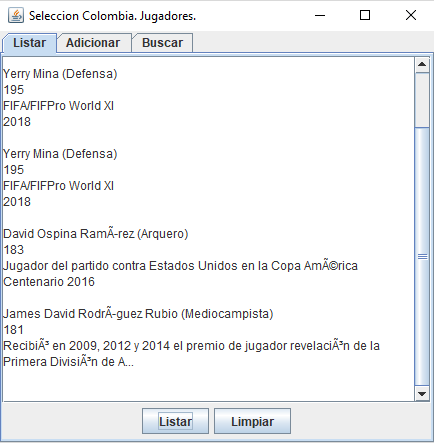 Seleccion Colombia. Jugadores.
Listar Adicionar Buscar
Yerry Mina (Defensa)
195
FIFA/FIFPro World XI
2018
Yerry Mina (Defensa)
195
FIFA/FIFPro World XI
2018
David Ospina RamÃ-rez (Arquero)
183
Jugador del partido contra Estados Unidos en la Copa AmÃ©rica
Centenario 2016
James David RodrÃ-guez Rubio (Mediocampista)
181
RecibiÃ³ en 2009, 2012 y 2014 el premio de jugador revelaciÃ³n de la
Primera DivisiÃ³n de A...
Listar Limpiar